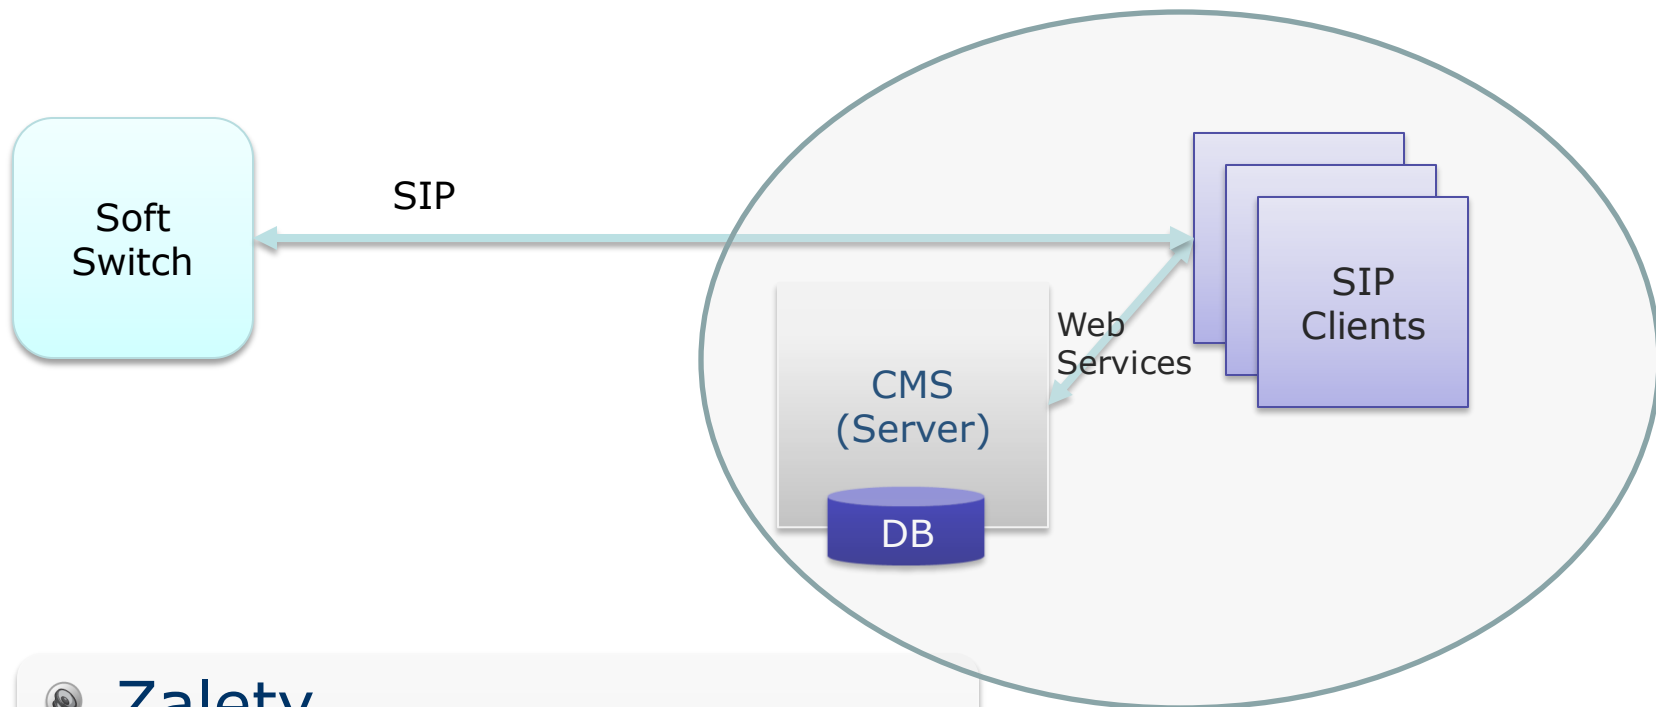 SIP
Soft
Switch
SIP
Clients
Web
Services
CMS
(Server)
DB
Zalety